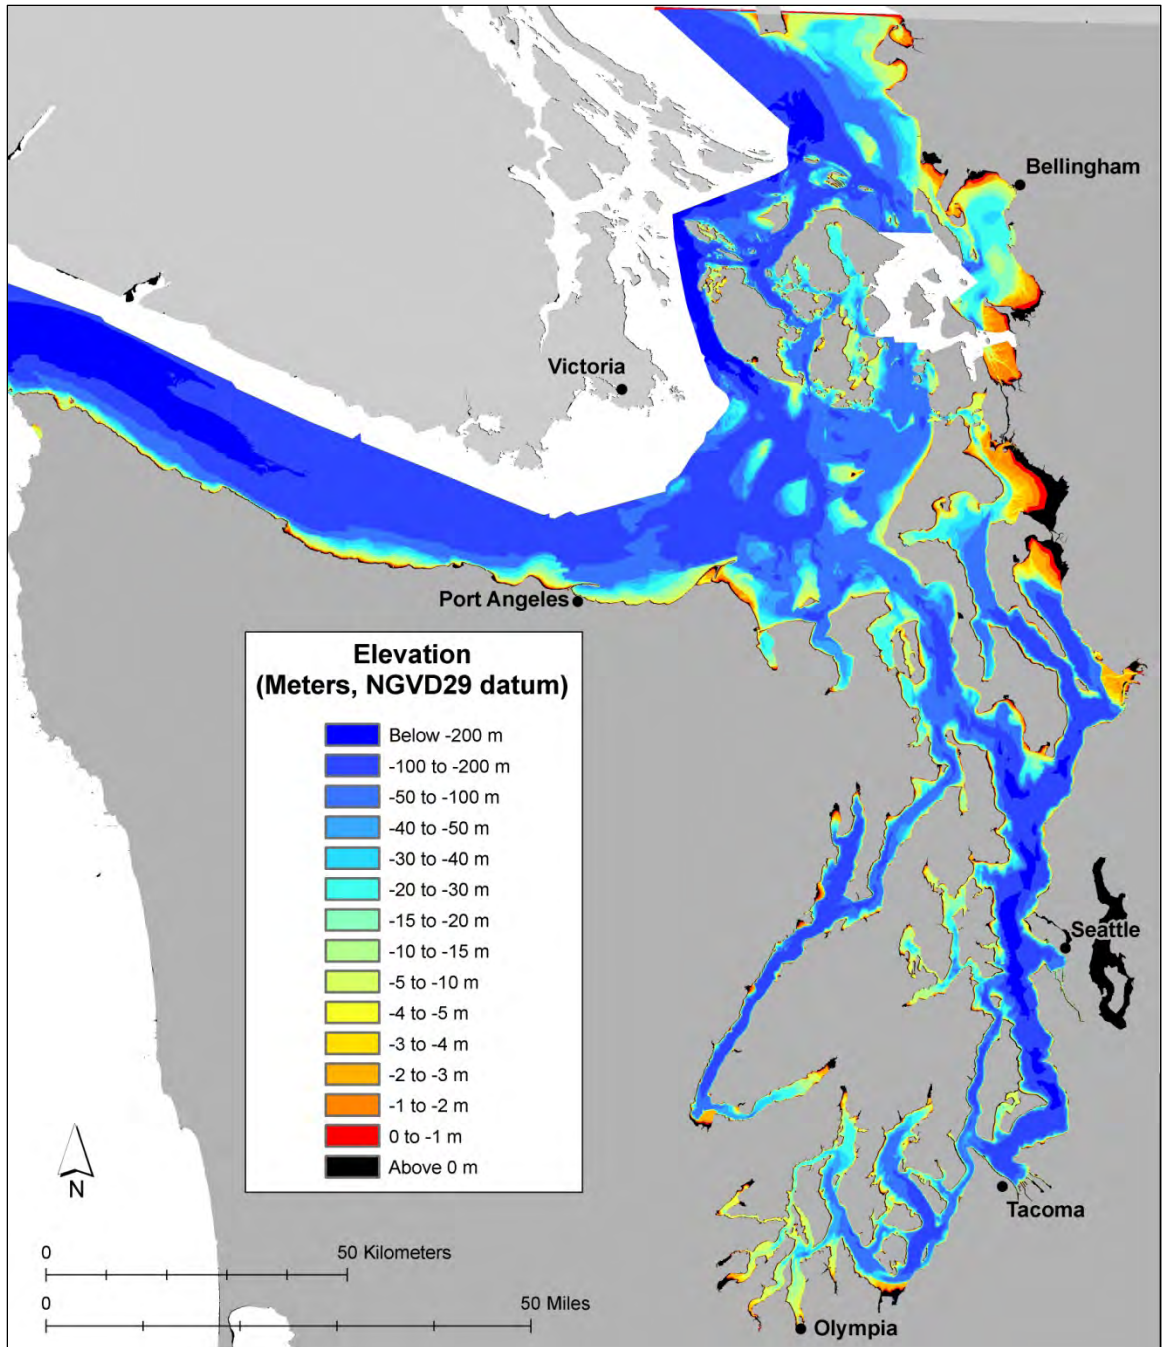 Bellingham
Victoria
Port Angeles
Elevation
(Meters, NGVD29 datum)
Below -200 m
-100 to -200 m
-50 to -100 m
-40 to -50 m
-30 to -40 m
-20 to -30 m
-15 to -20 m
-10 to -15 m
-5 to -10 m
-4 to -5 m
-3 to -4 m
-2 to -3 m
-1 to -2 m
0 to -1 m
Above 0 m
Seattle
N
Tacoma
0 50 Kilometers
0 50 Miles
Olympia